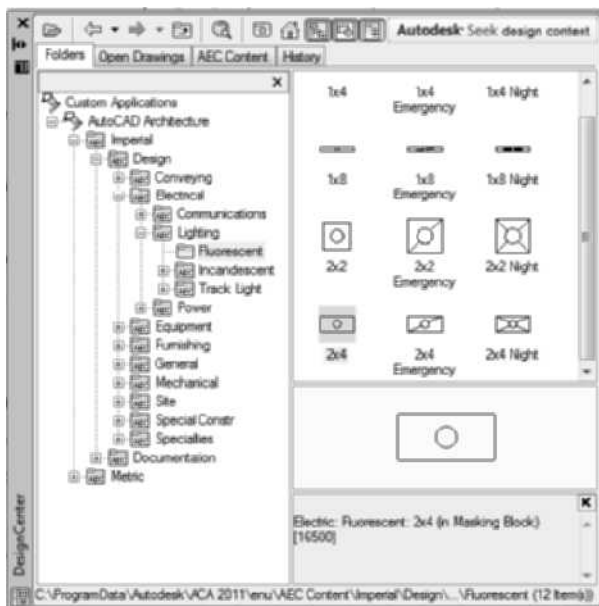 Autodesk Seek design content
Folders
Open Drawings
AEC Content
History
Custom Applications
AutoCAD Architecture
Imperial
Design
Conveyng
Electrical
Communications
Lighting
Fluorescent
Incandescent
Track Light
Power
Equipment
Furnishing
General
Mechanical
Site
Special Constr
Specialties
Documentaion
Metric
1x4
1x4
Emergency
1x4 Night
1x8
1x8
Emergency
1x8 Night
2x2
2x2
Emergency
2x2 Night
2x4
2x4
Emergency
2x4 Night
Electric: Fluorescent: 2x4 (in Masking Block)
[16500]
DesignCenter
C:\ProgramData\Autodesk\ACA 2011\enu\AEC Content\Imperial\Design\...\Fluorescent (12 Item(s))